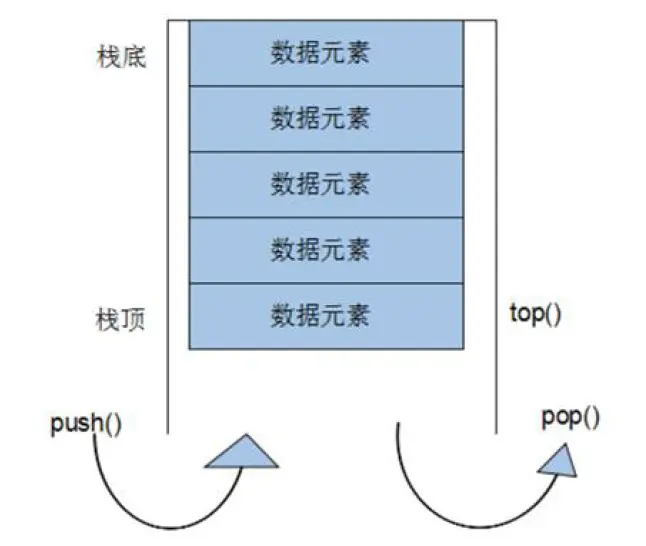 栈底
数据元素
数据元素
数据元素
数据元素
栈顶
数据元素
top()
push()
pop()